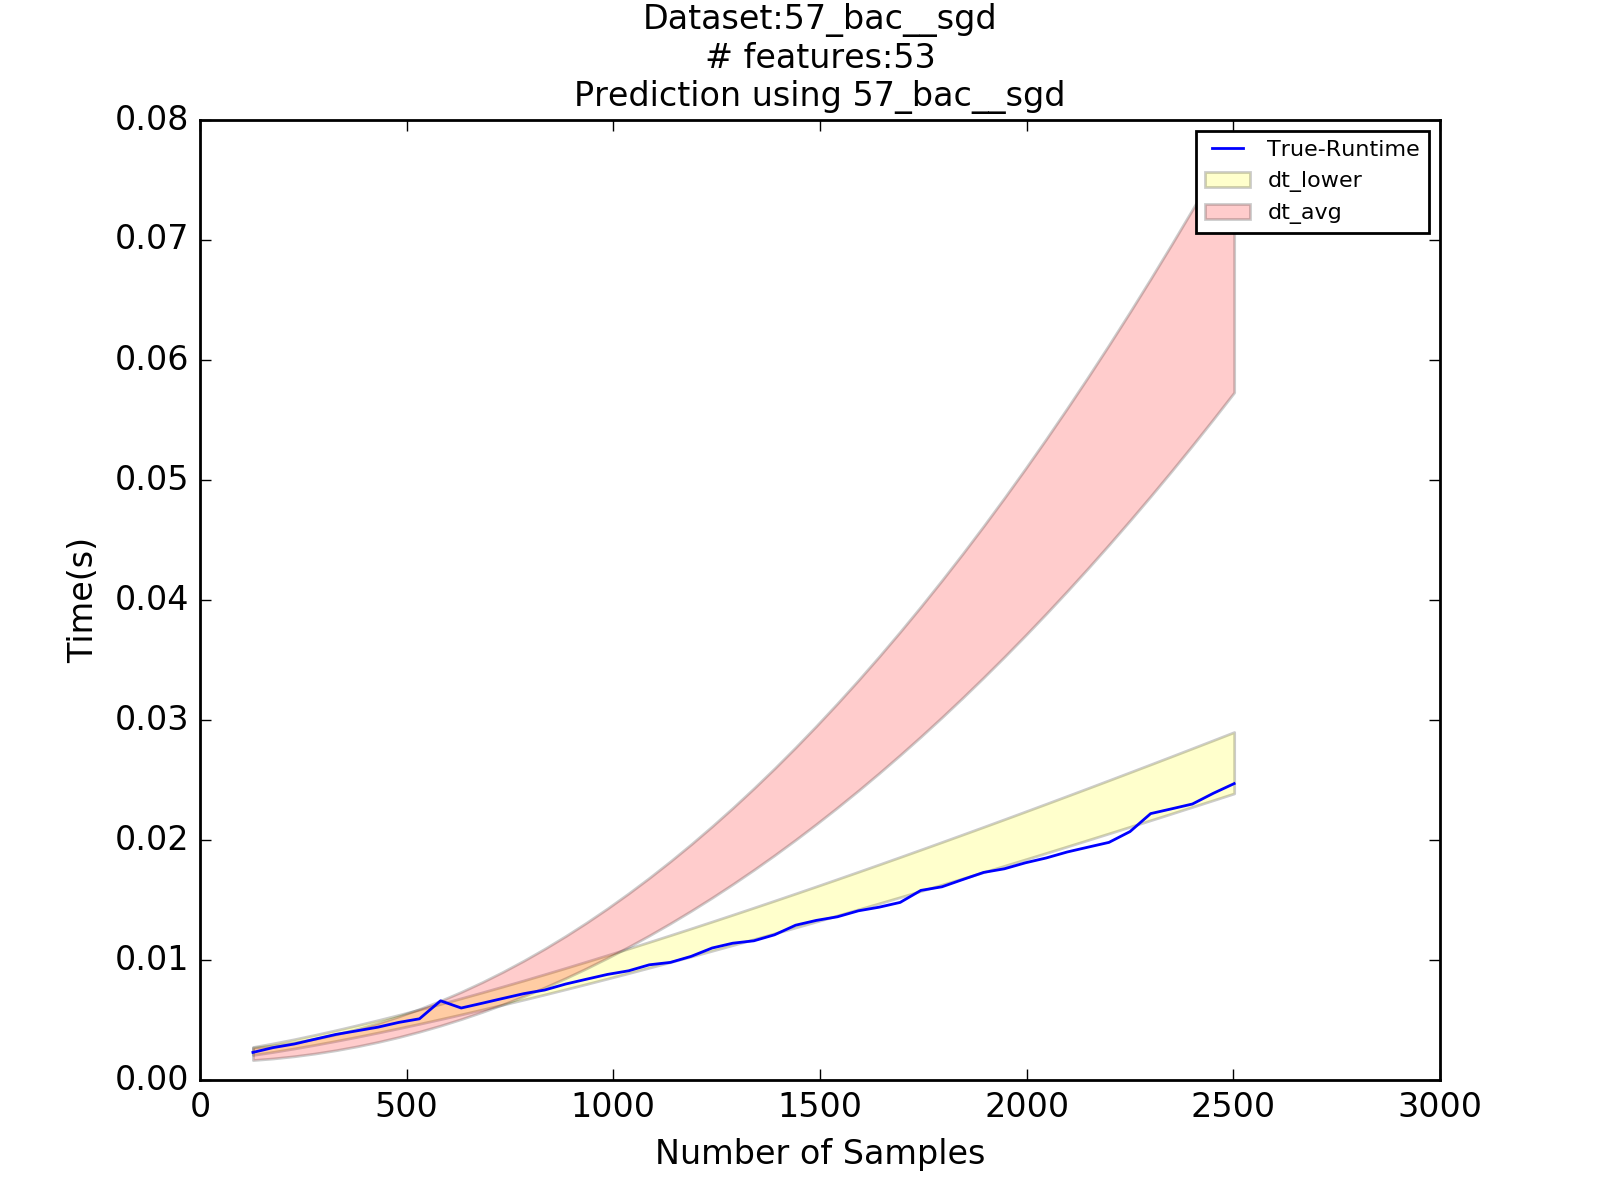 Dataset:57_bac__sgd
# features:53
Prediction using 57_bac__sgd
0.08
0.07
0.06
0.05
0.04
0.03
0.02
0.01
0.00
Time(s)
True-Runtime
dt_lower
dt_avg
0 500 1000 1500 2000 2500 3000
Number of Samples